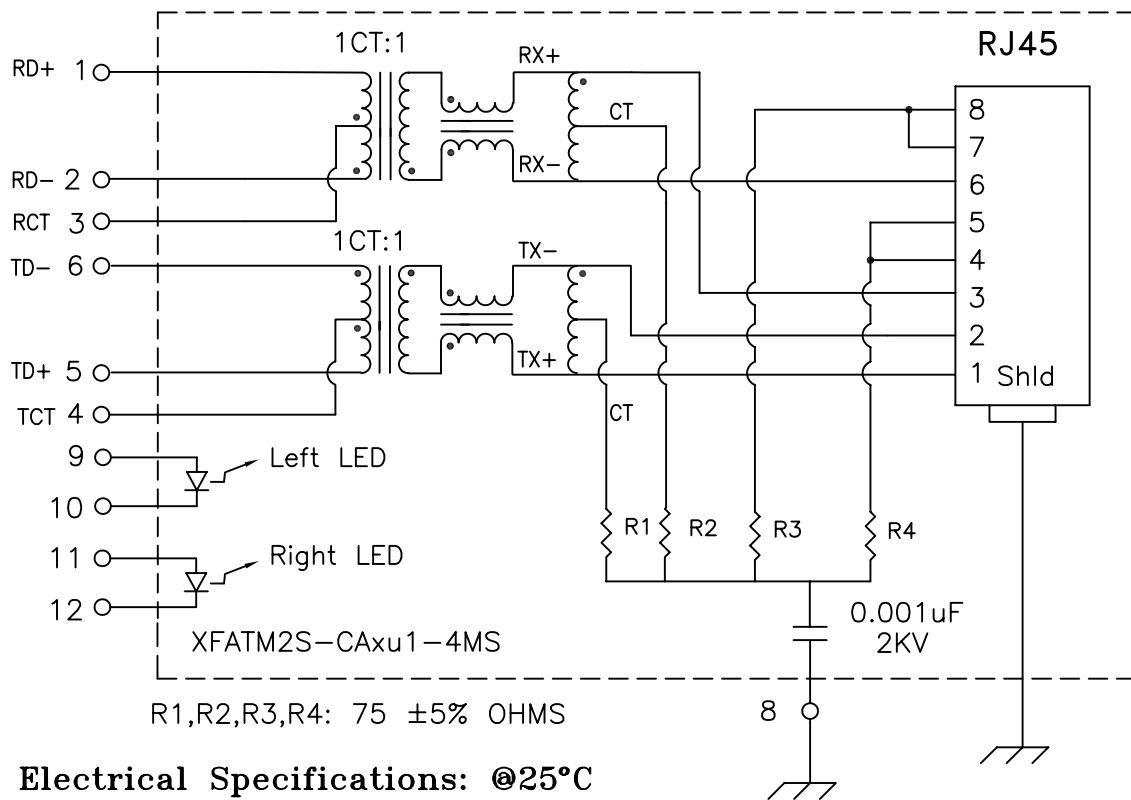 RJ45
1CT:1
RD+ 1
RX+
CT
RX-
RD- 2
RCT 3
8
7
6
5
4
3
2
1 Shld
1CT:1
TD- 6
TX-
TX+
TD+ 5
TCT 4
CT
9
Left LED
10
11
Right LED
12
R1
R2
R3
R4
0.001uF
2KV
XFATM2S-CAxu1-4MS
R1,R2,R3,R4: 75 ±5% OHMS
8
Electrical Specifications: @25°C